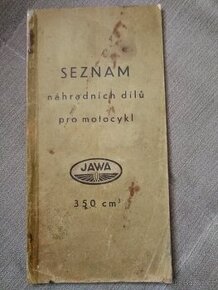 SEZNAM
náhradních dílů
pro motocykl
JAWA
350 cm³